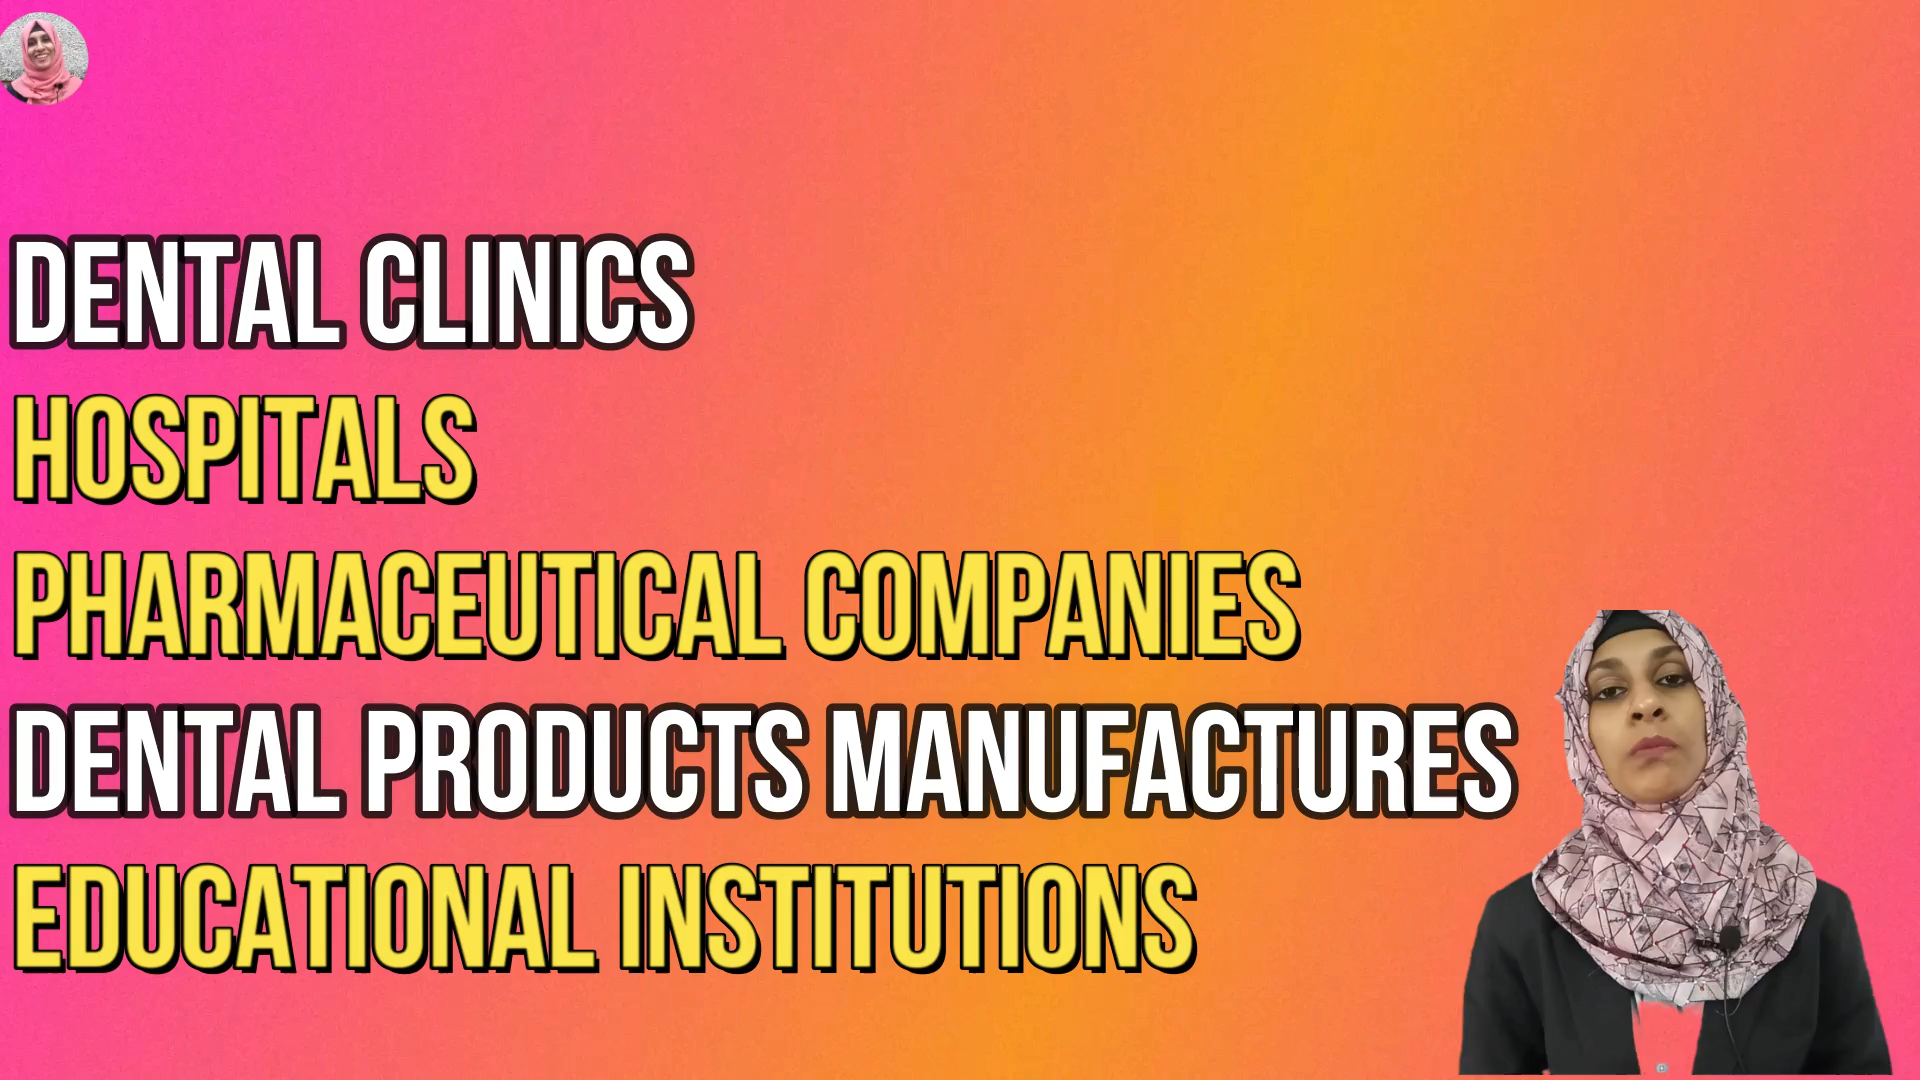 DENTAL CLINICS
HOSPITALS
PHARMACEUTICAL COMPANIES
DENTAL PRODUCTS MANUFACTURES
EDUCATIONAL INSTITUTIONS